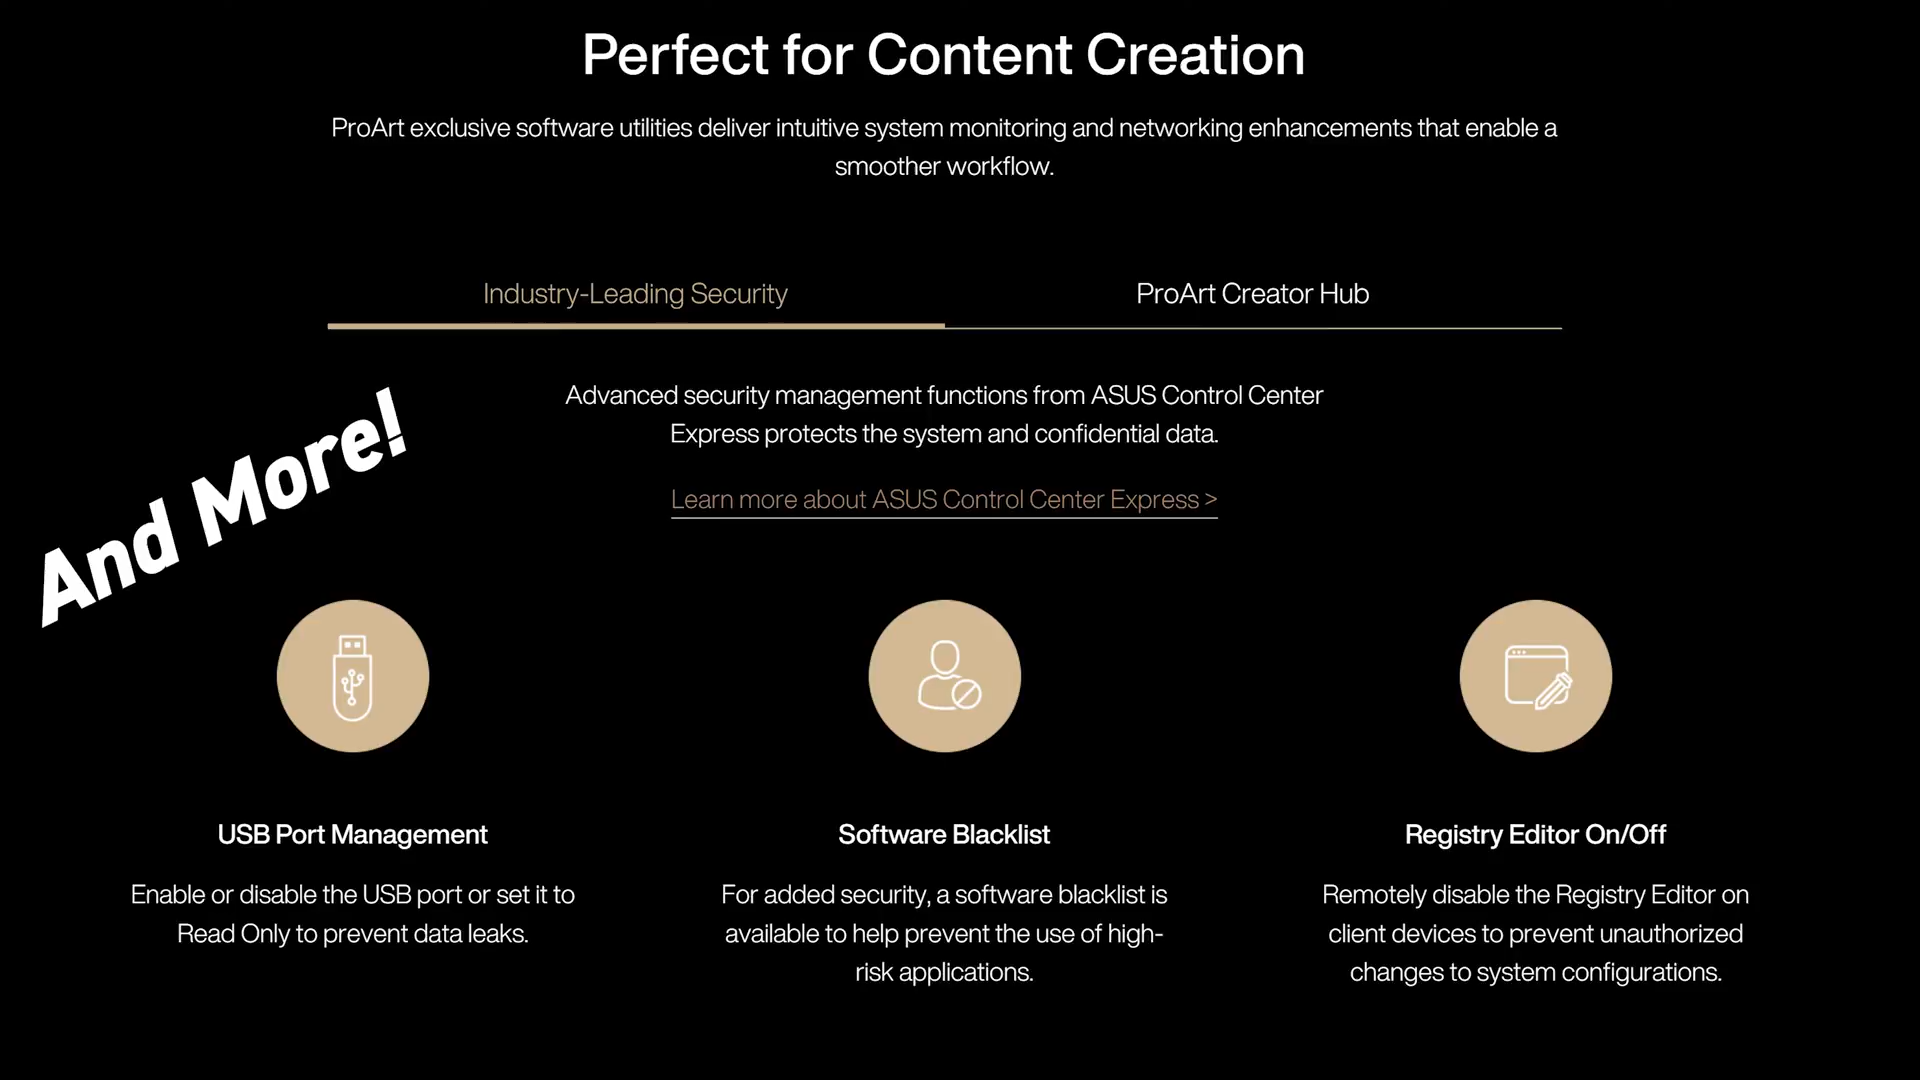 Perfect for Content Creation
ProArt exclusive software utilities deliver intuitive system monitoring and networking enhancements that enable a
smoother workflow.
Industry-Leading Security
ProArt Creator Hub
Advanced security management functions from ASUS Control Center
Express protects the system and confidential data.
Learn more about ASUS Control Center Express >
And More!
USB Port Management
Enable or disable the USB port or set it to
Read Only to prevent data leaks.
Software Blacklist
For added security, a software blacklist is
available to help prevent the use of high-
risk applications.
Registry Editor On/Off
Remotely disable the Registry Editor on
client devices to prevent unauthorized
changes to system configurations.